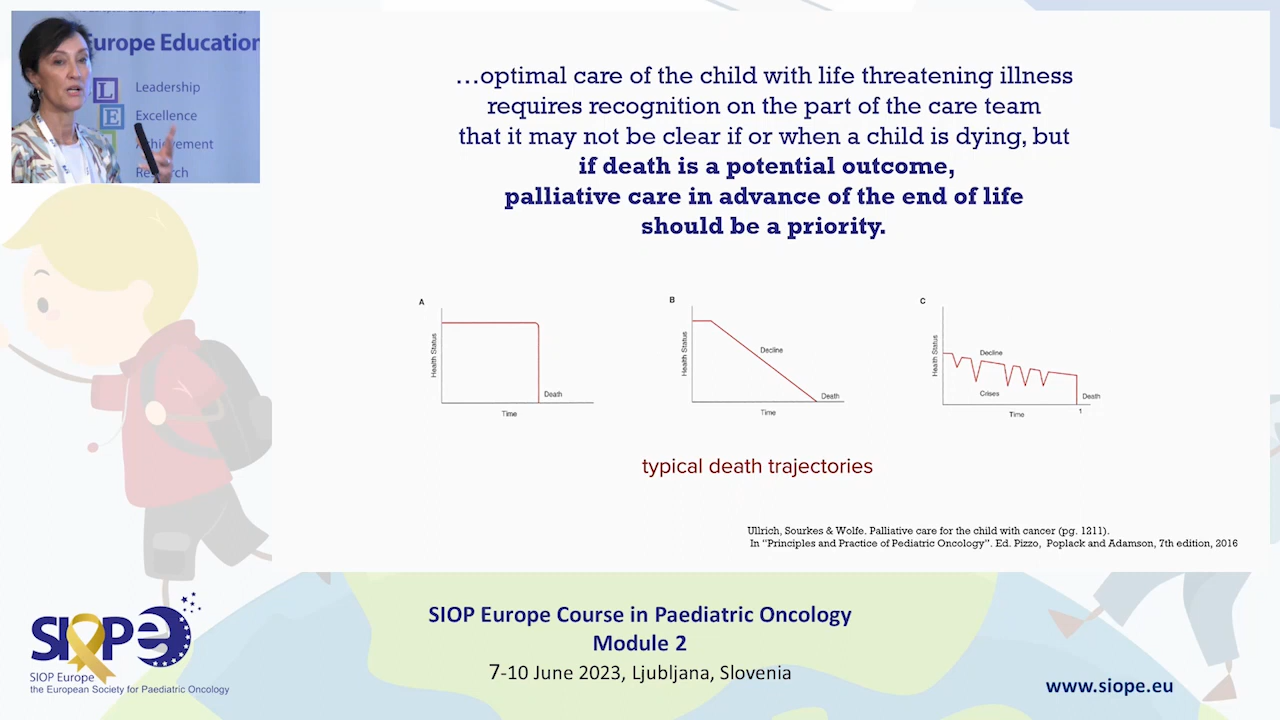 Europe Education
L Leadership
E Excellence
Achievement
Research
…optimal care of the child with life threatening illness
requires recognition on the part of the care team
that it may not be clear if or when a child is dying, but
if death is a potential outcome,
palliative care in advance of the end of life
should be a priority.
A
Health Status
Death
Time
B
Health Status
Decline
Death
Time
C
Health Status
Decline
Crises
Death
Time
1
typical death trajectories
Ullrich, Sourkes & Wolfe. Palliative care for the child with cancer (pg. 1211).
In "Principles and Practice of Pediatric Oncology". Ed. Pizzo, Poplack and Adamson, 7th edition, 2016
SIOP e
SIOP Europe
the European Society for Paediatric Oncology
SIOP Europe Course in Paediatric Oncology
Module 2
7-10 June 2023, Ljubljana, Slovenia
www.siope.eu